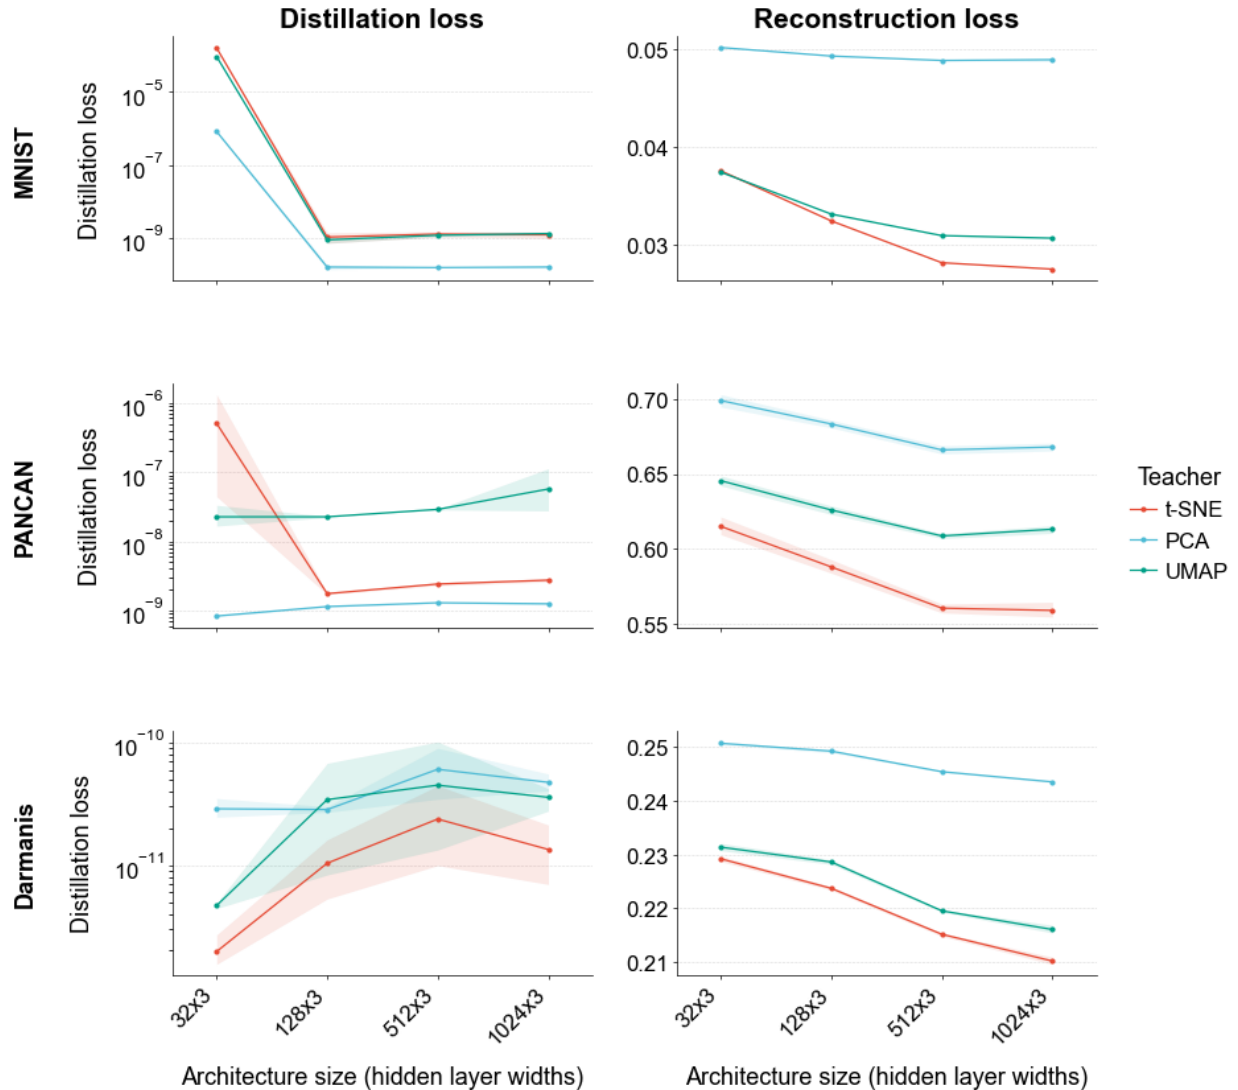 Distillation loss
Reconstruction loss
MNIST
Distillation loss
10⁻⁵
10⁻⁷
10⁻⁹
0.05
0.04
0.03
PANCAN
Distillation loss
10⁻⁶
10⁻⁷
10⁻⁸
10⁻⁹
0.70
0.65
0.60
0.55
Teacher
t-SNE
PCA
UMAP
Darmanis
Distillation loss
10⁻¹⁰
10⁻¹¹
0.25
0.24
0.23
0.22
0.21
32x3
128x3
512x3
1024x3
32x3
128x3
512x3
1024x3
Architecture size (hidden layer widths)
Architecture size (hidden layer widths)